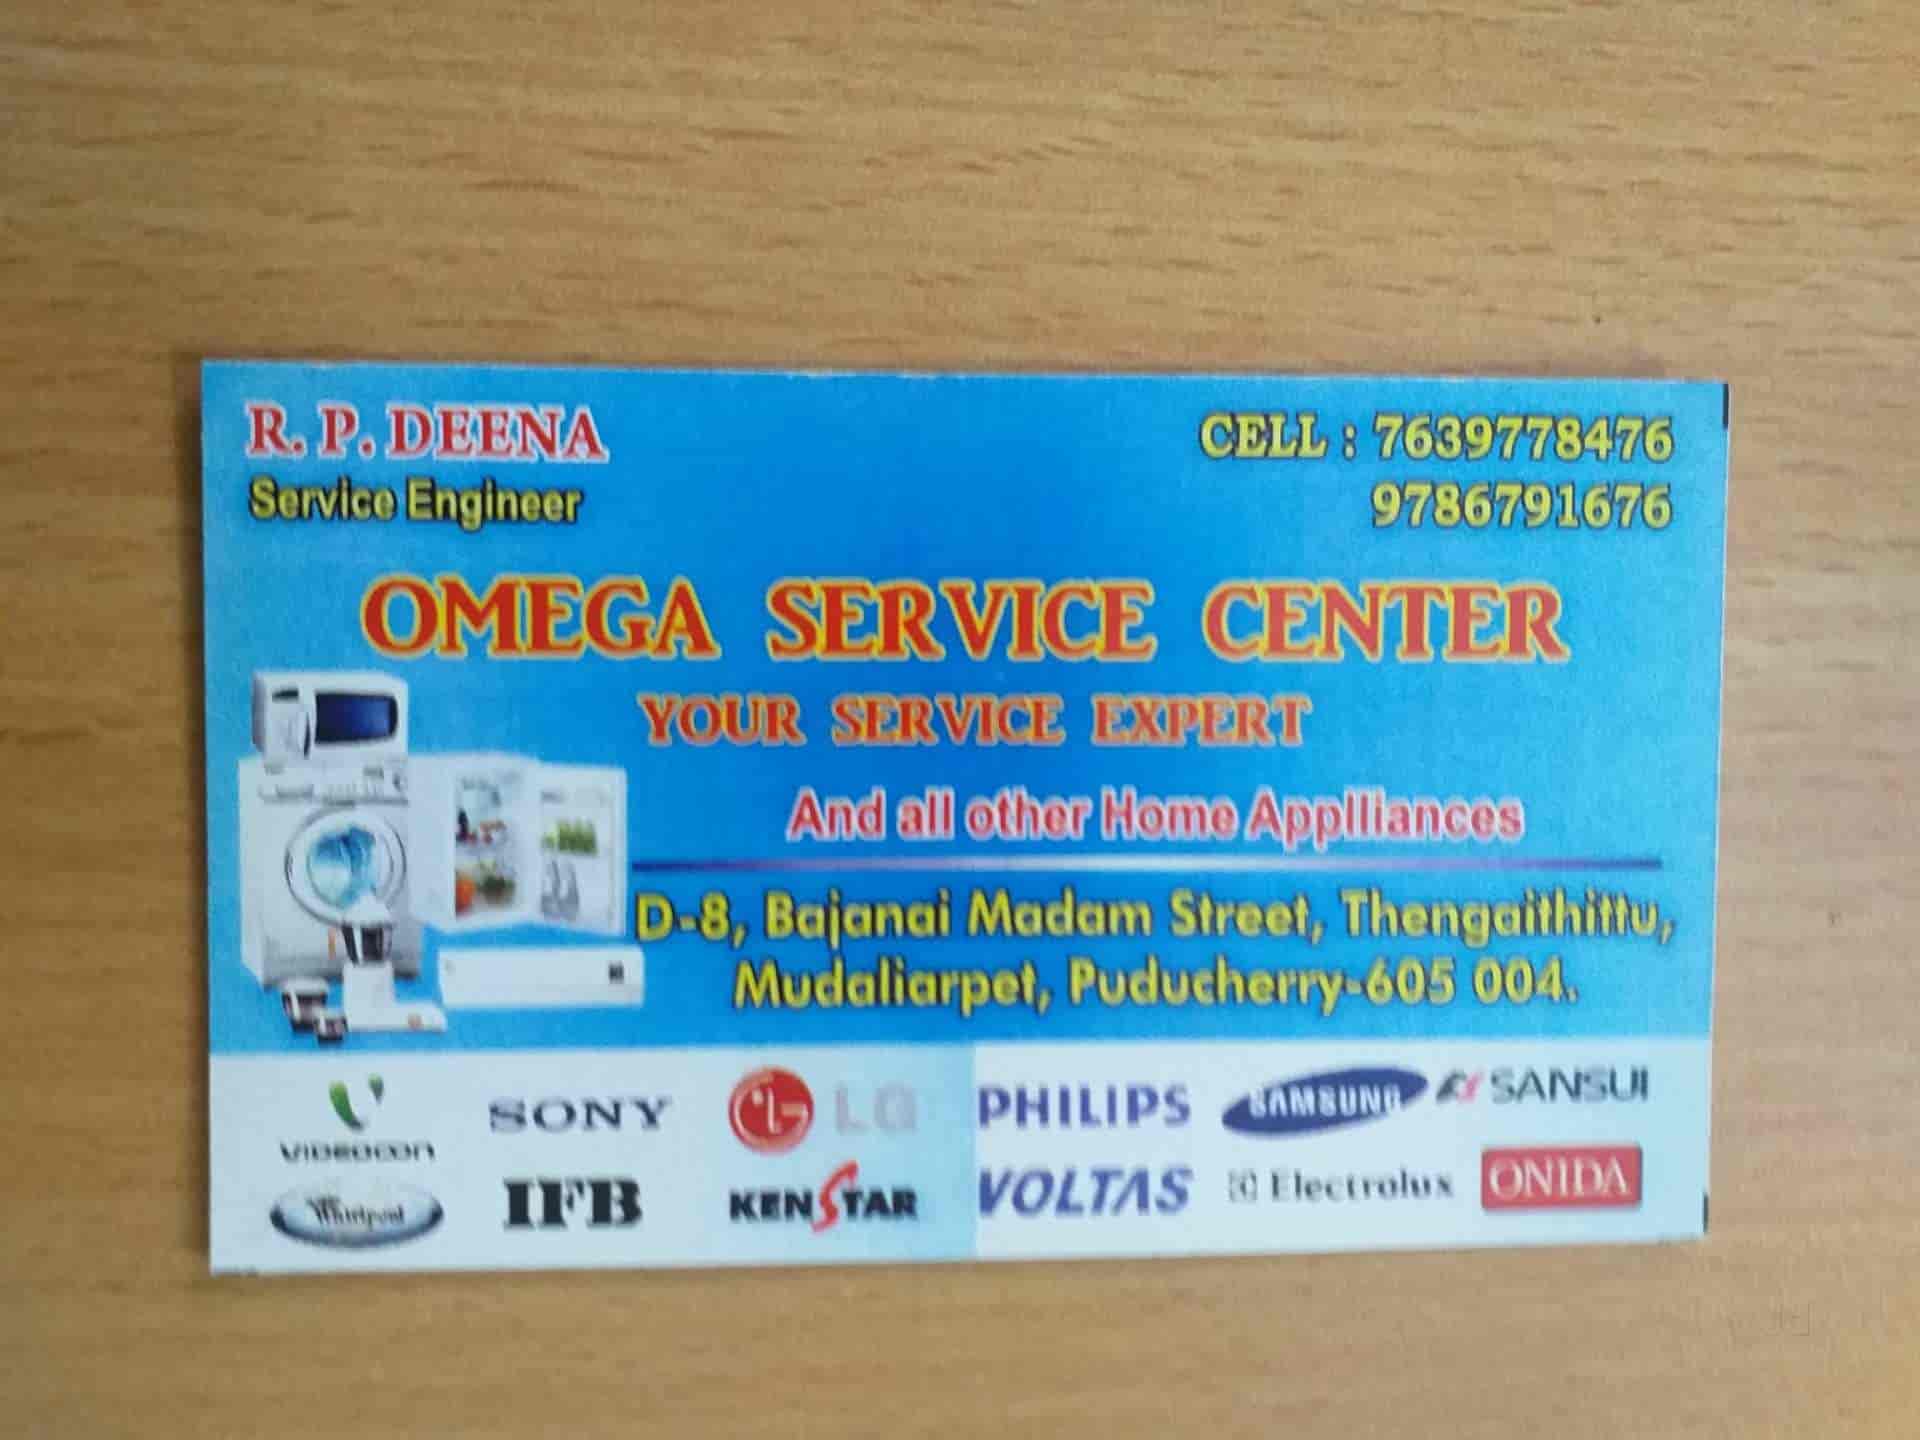 R. P. DEENA
Service Engineer
CELL : 7639778476
9786791676
OMEGA SERVICE CENTER
YOUR SERVICE EXPERT
And all other Home Applliances
D-8, Bajanai Madam Street, Thengaithittu,
Mudaliarpet, Puducherry-605 004.
VIDEOCON SONY LG PHILIPS SAMSUNG SANSUI
Whirlpool IFB KENSTAR VOLTAS Electrolux ONIDA